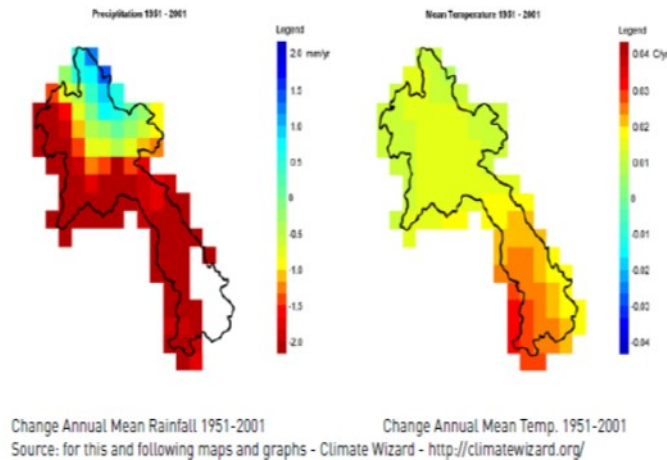 Precipitation 1951 - 2001
Mean Temperature 1951 - 2001
Legend
2.0 mm/yr
1.5
1.0
0.5
0
-0.5
-1.0
-1.5
-2.0
Legend
0.04 C/yr
0.03
0.02
0.01
0
-0.01
-0.02
-0.03
-0.04
Change Annual Mean Rainfall 1951-2001
Change Annual Mean Temp. 1951-2001
Source: for this and following maps and graphs - Climate Wizard - http://climatewizard.org/